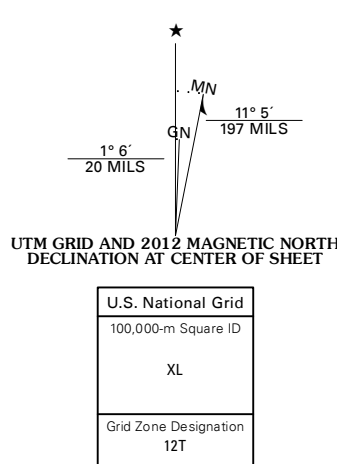 ★
MN
11° 5´
197 MILS
GN
1° 6´
20 MILS
UTM GRID AND 2012 MAGNETIC NORTH
DECLINATION AT CENTER OF SHEET
U.S. National Grid
100,000-m Square ID
XL
Grid Zone Designation
12T